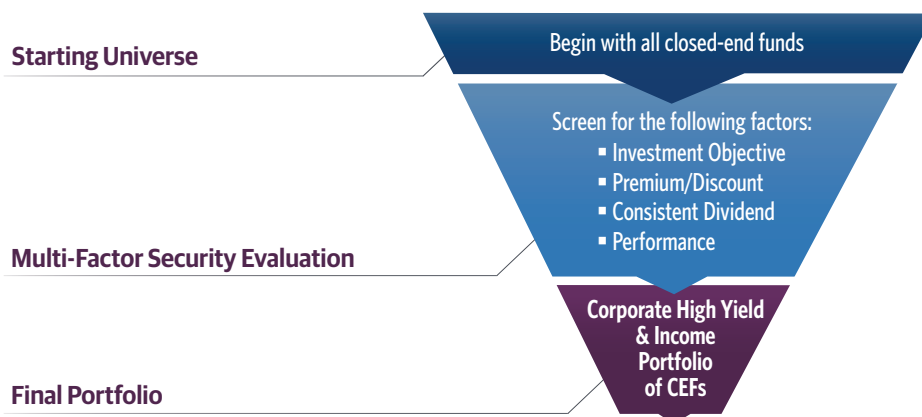 Starting Universe
Begin with all closed-end funds
Screen for the following factors:
▪ Investment Objective
▪ Premium/Discount
▪ Consistent Dividend
▪ Performance
Multi-Factor Security Evaluation
Corporate High Yield
& Income
Portfolio
of CEFs
Final Portfolio